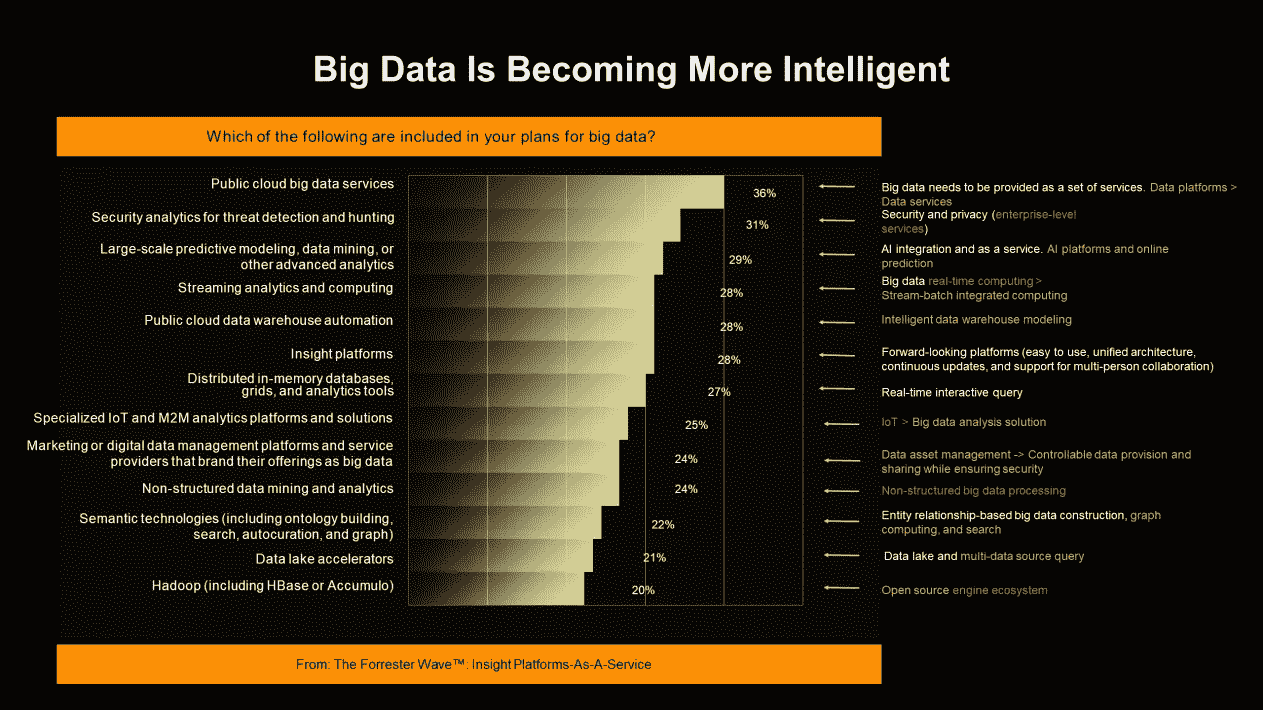 Big Data Is Becoming More Intelligent
Which of the following are included in your plans for big data?
Public cloud big data services
36%
Big data needs to be provided as a set of services. Data platforms >
Data services
Security analytics for threat detection and hunting
31%
Security and privacy (enterprise-level
services)
Large-scale predictive modeling, data mining, or
other advanced analytics
29%
AI integration and as a service. AI platforms and online
prediction
Streaming analytics and computing
28%
Big data real-time computing >
Stream-batch integrated computing
Public cloud data warehouse automation
28%
Intelligent data warehouse modeling
Insight platforms
28%
Forward-looking platforms (easy to use, unified architecture,
continuous updates, and support for multi-person collaboration)
Distributed in-memory databases,
grids, and analytics tools
27%
Real-time interactive query
Specialized IoT and M2M analytics platforms and solutions
25%
IoT > Big data analysis solution
Marketing or digital data management platforms and service
providers that brand their offerings as big data
24%
Data asset management -> Controllable data provision and
sharing while ensuring security
Non-structured data mining and analytics
24%
Non-structured big data processing
Semantic technologies (including ontology building,
search, autocuration, and graph)
22%
Entity relationship-based big data construction, graph
computing, and search
Data lake accelerators
21%
Data lake and multi-data source query
Hadoop (including HBase or Accumulo)
20%
Open source engine ecosystem
From: The Forrester Wave™: Insight Platforms-As-A-Service